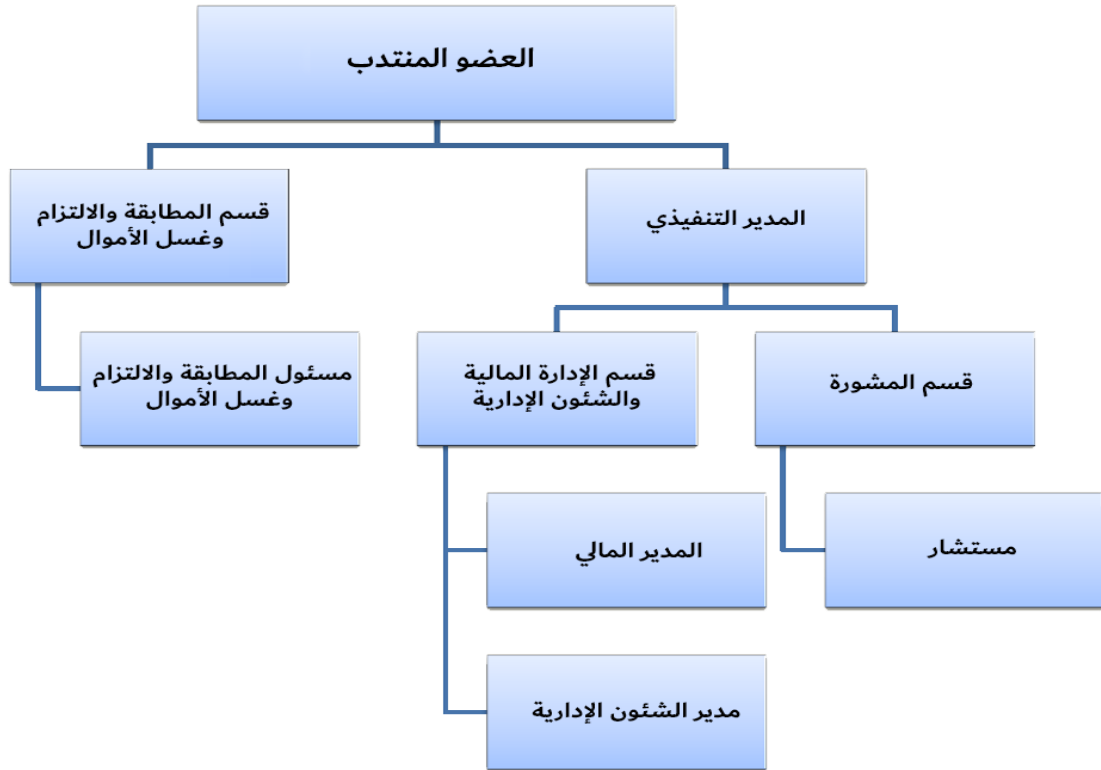 العضو المنتدب
المدير التنفيذي
قسم المطابقة والالتزام
وغسل الأموال
قسم المشورة
قسم الإدارة المالية
والشئون الإدارية
مسئول المطابقة والالتزام
وغسل الأموال
مستشار
المدير المالي
مدير الشئون الإدارية